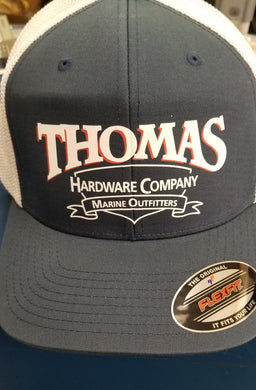 THOMAS
HARDWARE COMPANY
MARINE OUTFITTERS
THE ORIGINAL
FLEXFIT
IT FITS YOUR LIFE